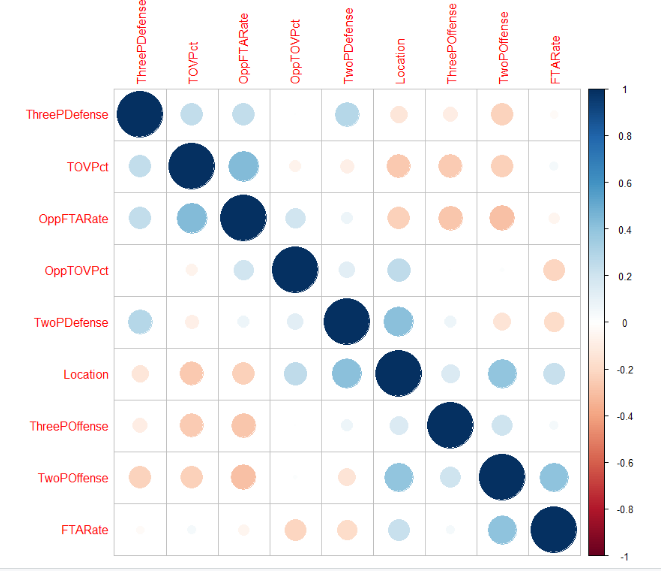 ThreePDefense
TOVPct
OppFTARate
OppTOVPct
TwoPDefense
Location
ThreePOffense
TwoPOffense
FTARate
ThreePDefense
TOVPct
OppFTARate
OppTOVPct
TwoPDefense
Location
ThreePOffense
TwoPOffense
FTARate
1
0.8
0.6
0.4
0.2
0
-0.2
-0.4
-0.6
-0.8
-1